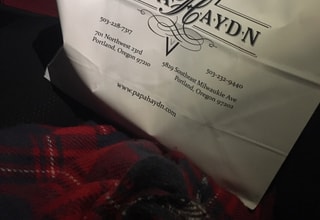 HAYDN
503-228-7317
701 Northwest 23rd
Portland, Oregon 97210
503-232-9440
5829 Southeast Milwaukie Ave
Portland, Oregon 97202
www.papahaydn.com